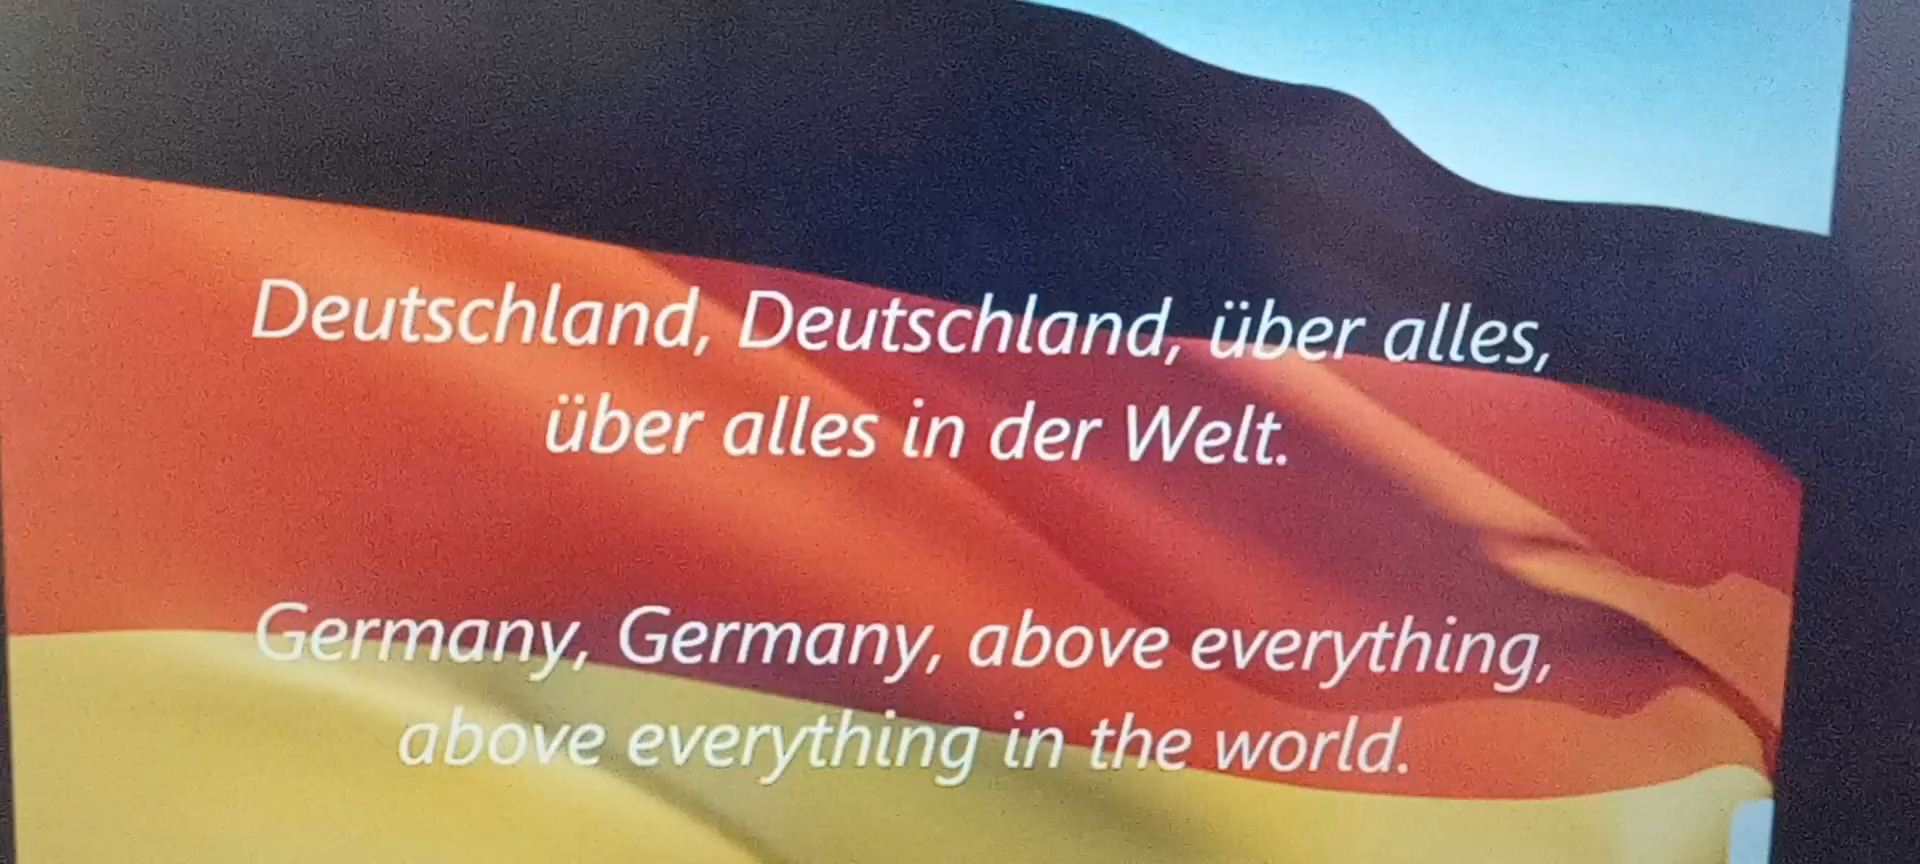 Deutschland, Deutschland, über alles,
über alles in der Welt.
Germany, Germany, above everything,
above everything in the world.